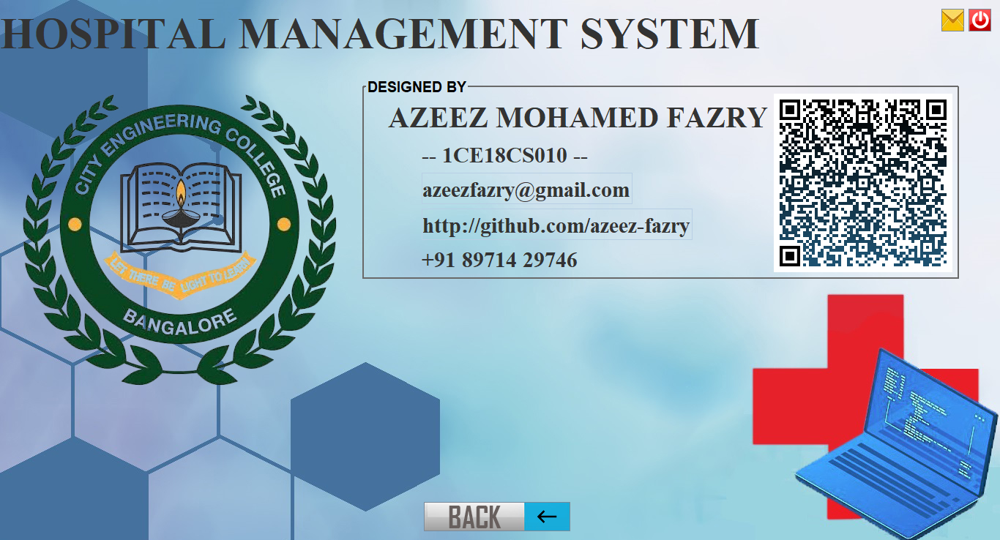 HOSPITAL MANAGEMENT SYSTEM
DESIGNED BY
AZEEZ MOHAMED FAZRY
-- 1CE18CS010 --
azeezfazry@gmail.com
http://github.com/azeez-fazry
+91 89714 29746
CITY ENGINEERING COLLEGE
LET THERE BE LIGHT TO LEARN
BANGALORE
BACK